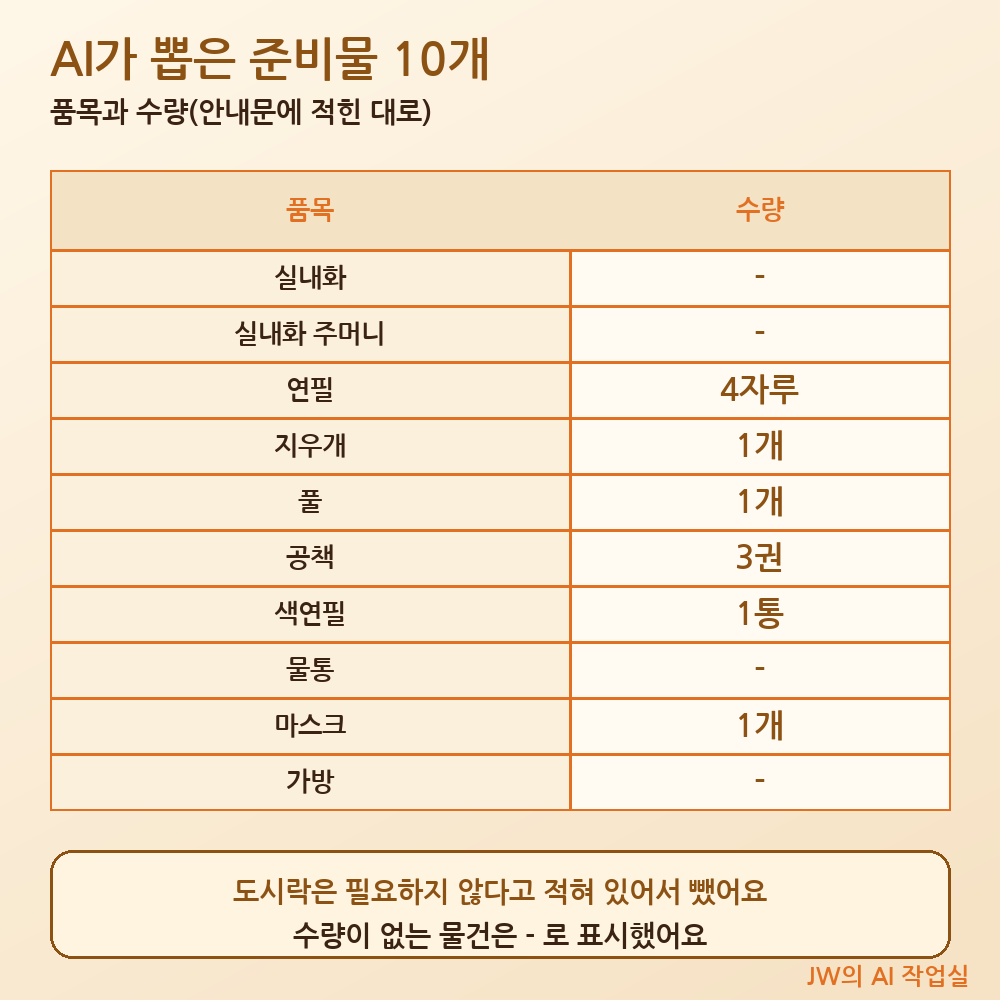 AI가 뽑은 준비물 10개
품목과 수량(안내문에 적힌 대로)
품목 수량
실내화 -
실내화 주머니 -
연필 4자루
지우개 1개
풀 1개
공책 3권
색연필 1통
물통 -
마스크 1개
가방 -
도시락은 필요하지 않다고 적혀 있어서 뺐어요
수량이 없는 물건은 - 로 표시했어요
JW의 AI 작업실